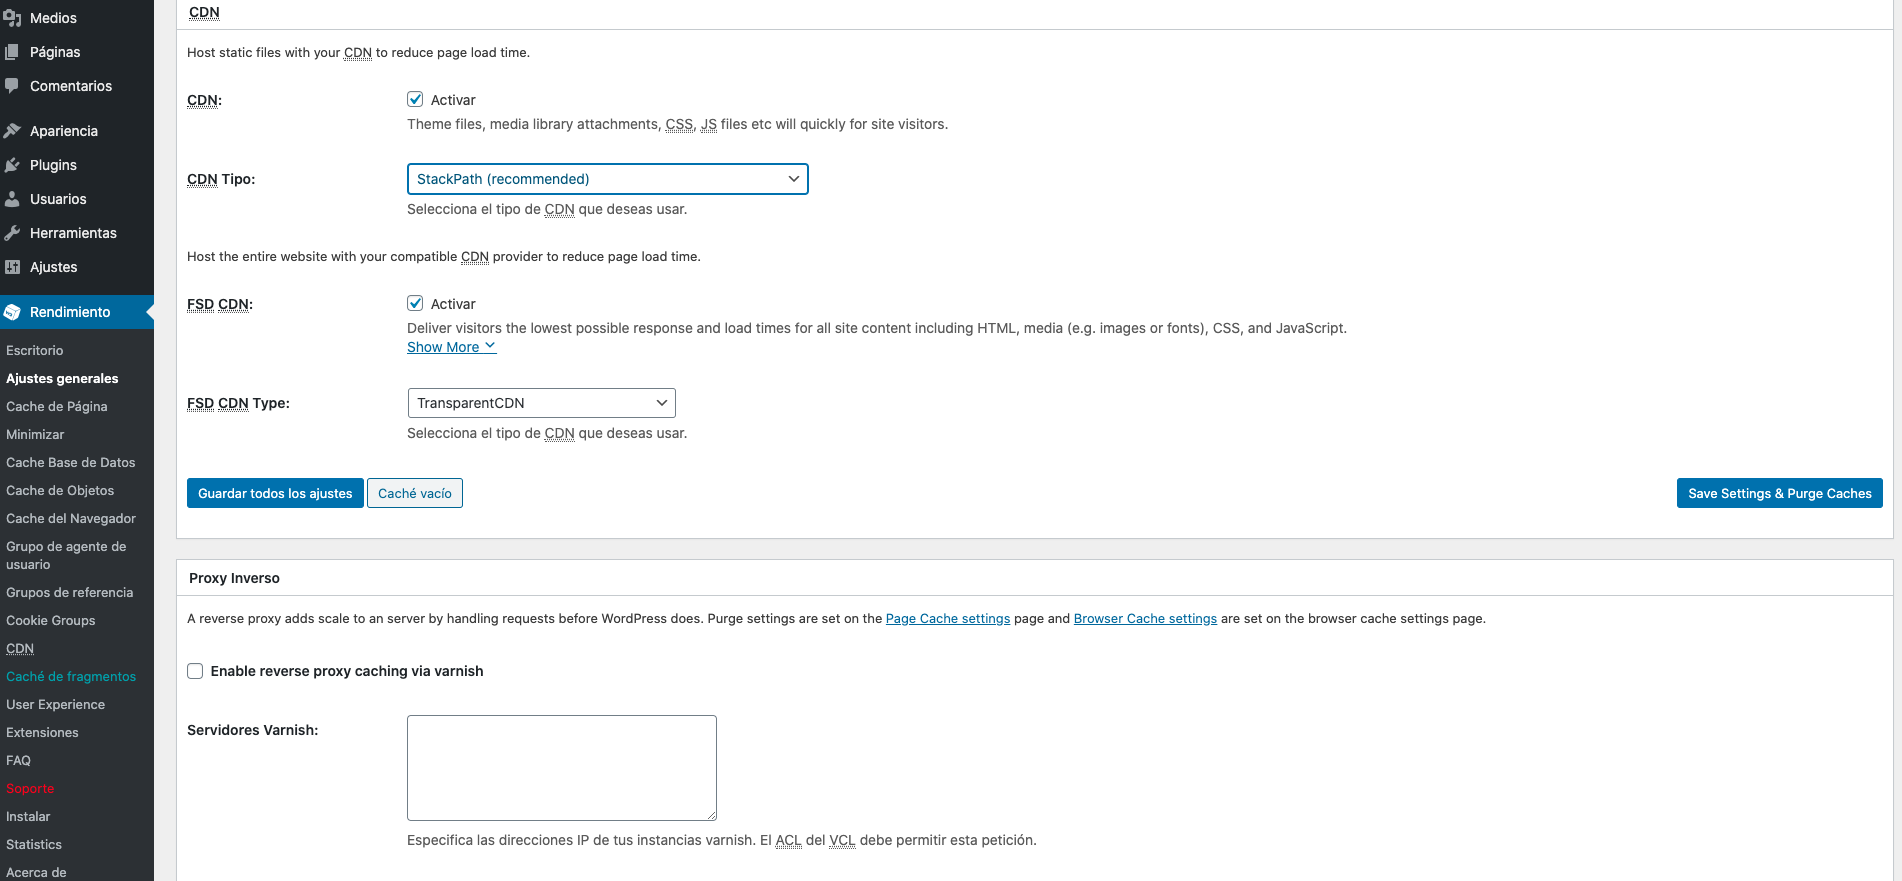 Medios
Páginas
Comentarios
Apariencia
Plugins
Usuarios
Herramientas
Ajustes
Rendimiento
Escritorio
Ajustes generales
Cache de Página
Minimizar
Cache Base de Datos
Cache de Objetos
Cache del Navegador
Grupo de agente de
usuario
Grupos de referencia
Cookie Groups
CDN
Caché de fragmentos
User Experience
Extensiones
FAQ
Soporte
Instalar
Statistics
Acerca de
CDN
Host static files with your CDN to reduce page load time.
CDN: Activar
Theme files, media library attachments, CSS, JS files etc will quickly for site visitors.
CDN Tipo: StackPath (recommended)
Selecciona el tipo de CDN que deseas usar.
Host the entire website with your compatible CDN provider to reduce page load time.
FSD CDN: Activar
Deliver visitors the lowest possible response and load times for all site content including HTML, media (e.g. images or fonts), CSS, and JavaScript.
Show More
FSD CDN Type: TransparentCDN
Selecciona el tipo de CDN que deseas usar.
Guardar todos los ajustes Caché vacío Save Settings & Purge Caches
Proxy Inverso
A reverse proxy adds scale to an server by handling requests before WordPress does. Purge settings are set on the Page Cache settings page and Browser Cache settings are set on the browser cache settings page.
Enable reverse proxy caching via varnish
Servidores Varnish:
Especifica las direcciones IP de tus instancias varnish. El ACL del VCL debe permitir esta petición.